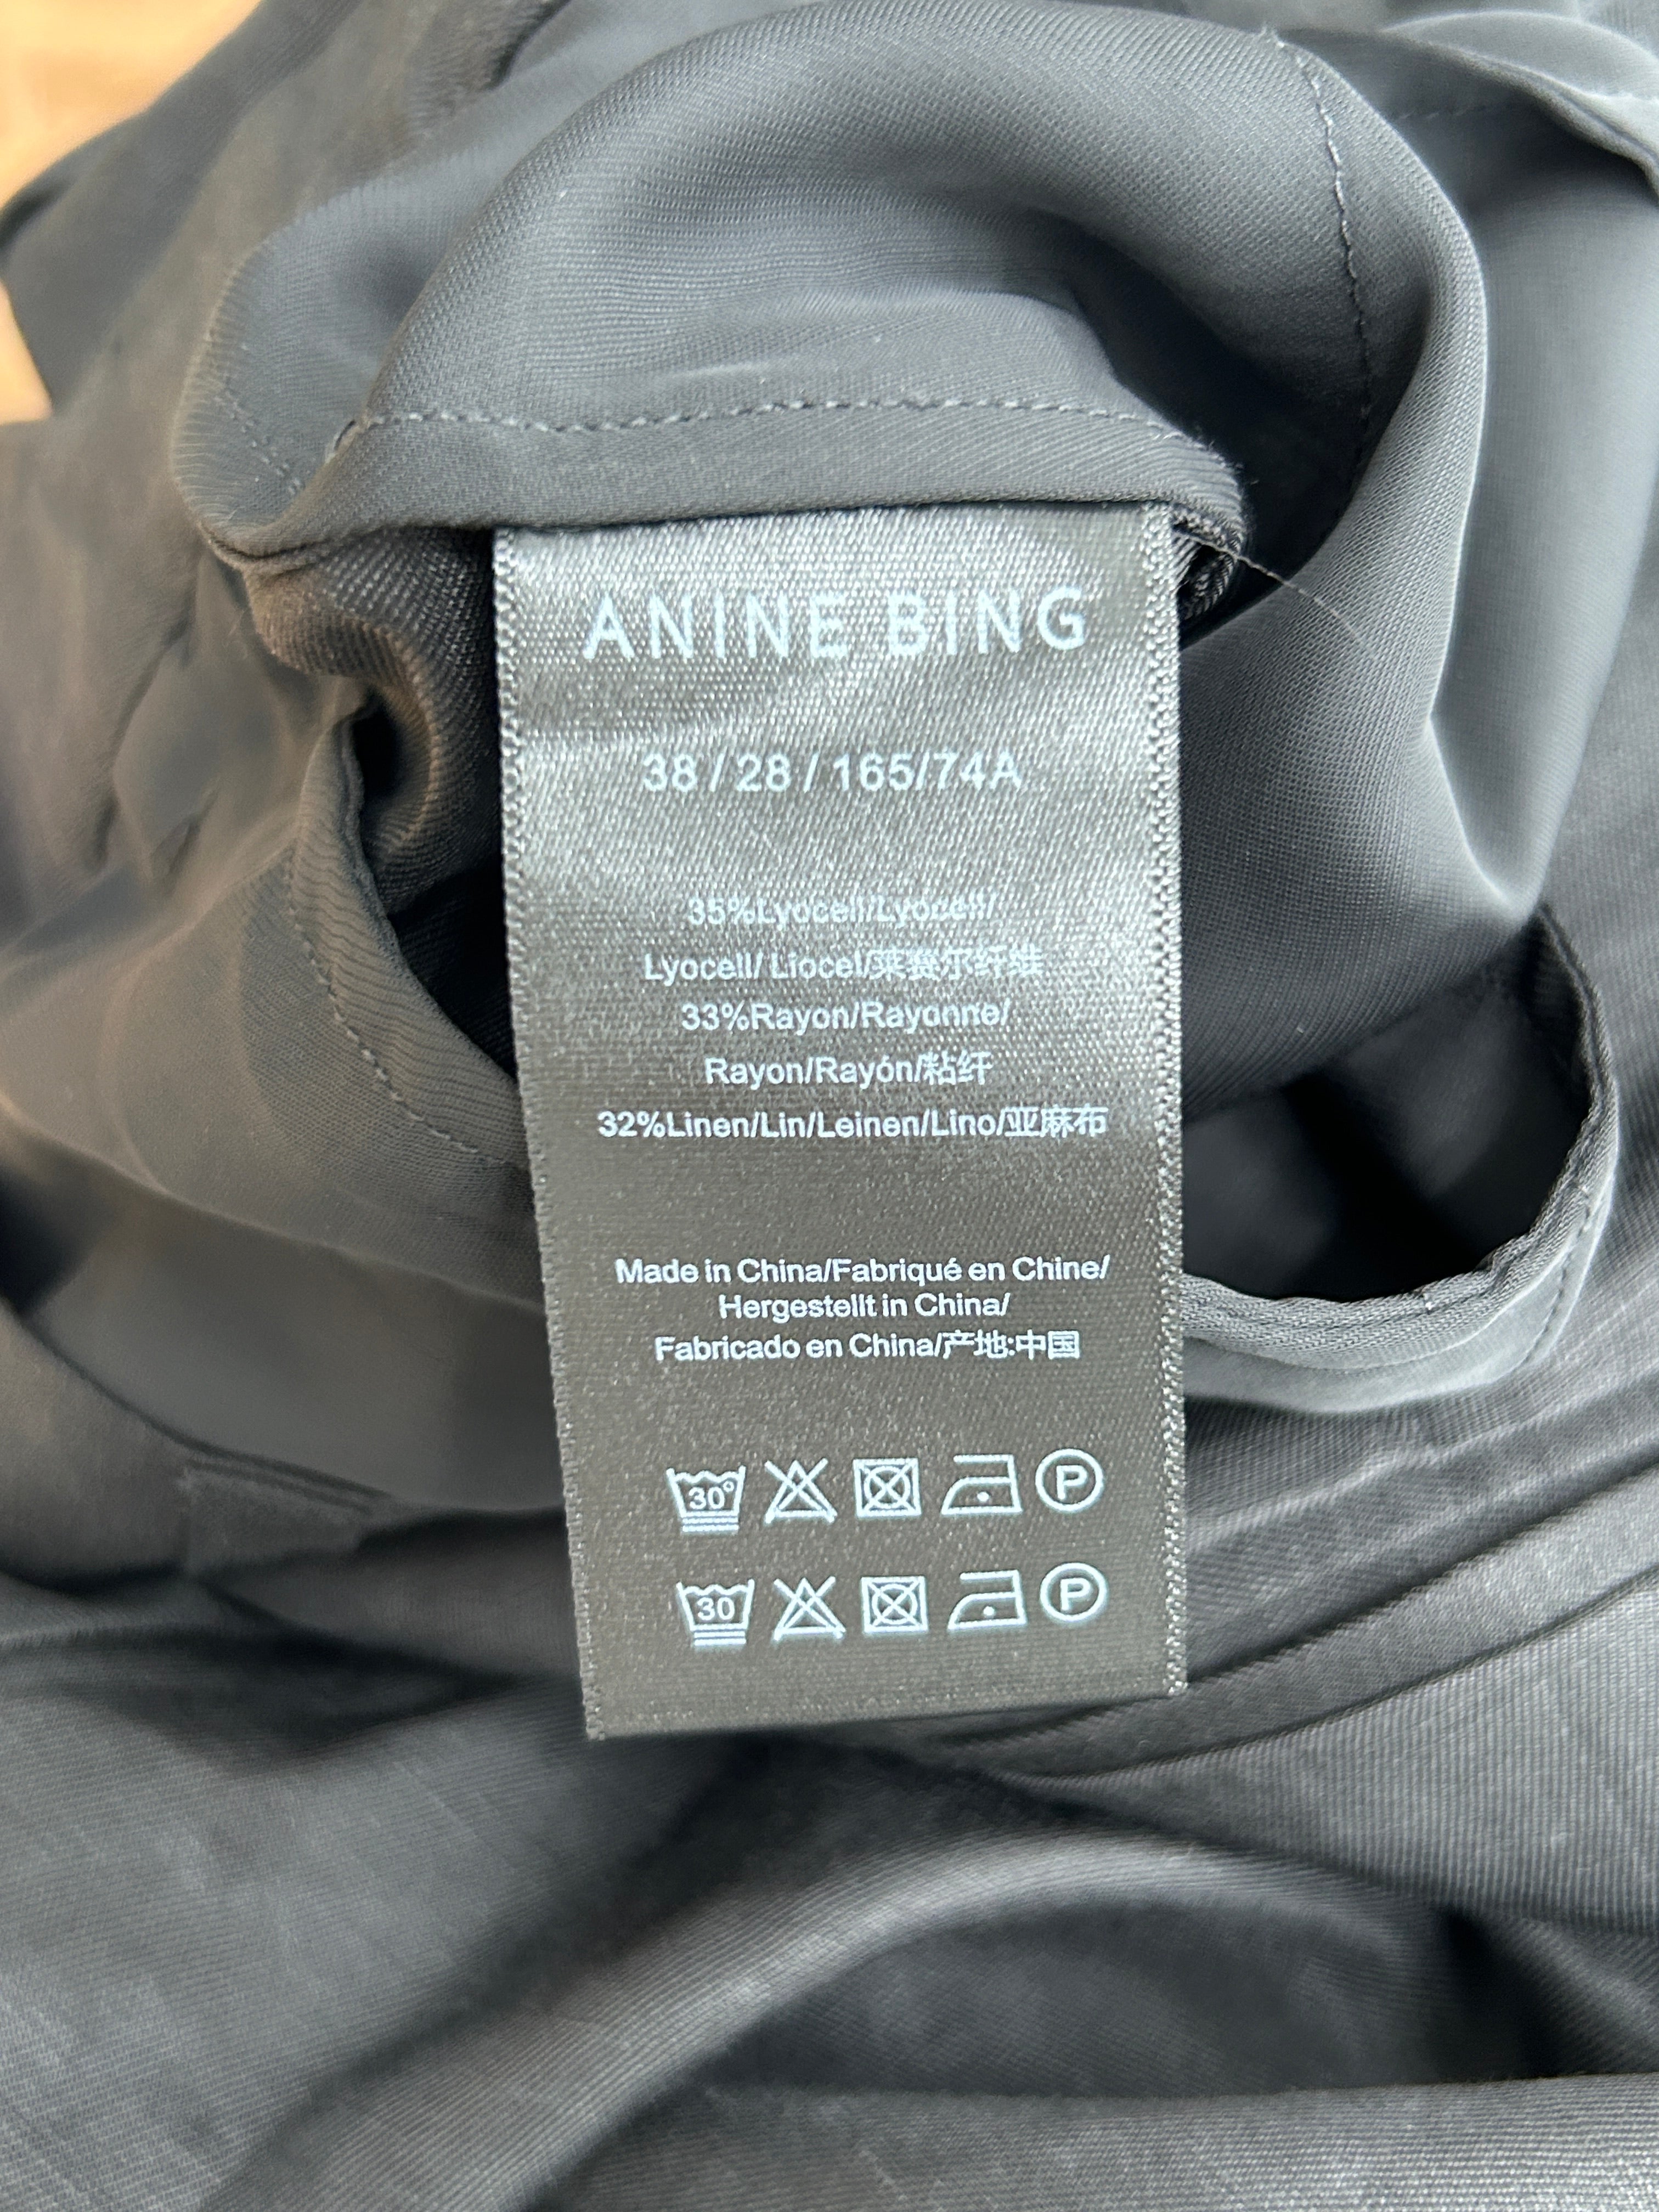 ANINE BING
38 / 28 / 165/74A
35%Lyocell/Lyocell/
Lyocell/ Liocel/莱赛尔纤维
33%Rayon/Rayonne/
Rayon/Rayón/粘纤
32%Linen/Lin/Leinen/Lino/亚麻布
Made in China/Fabriqué en Chine/
Hergestellt in China/
Fabricado en China/产地:中国
30° P
30 P